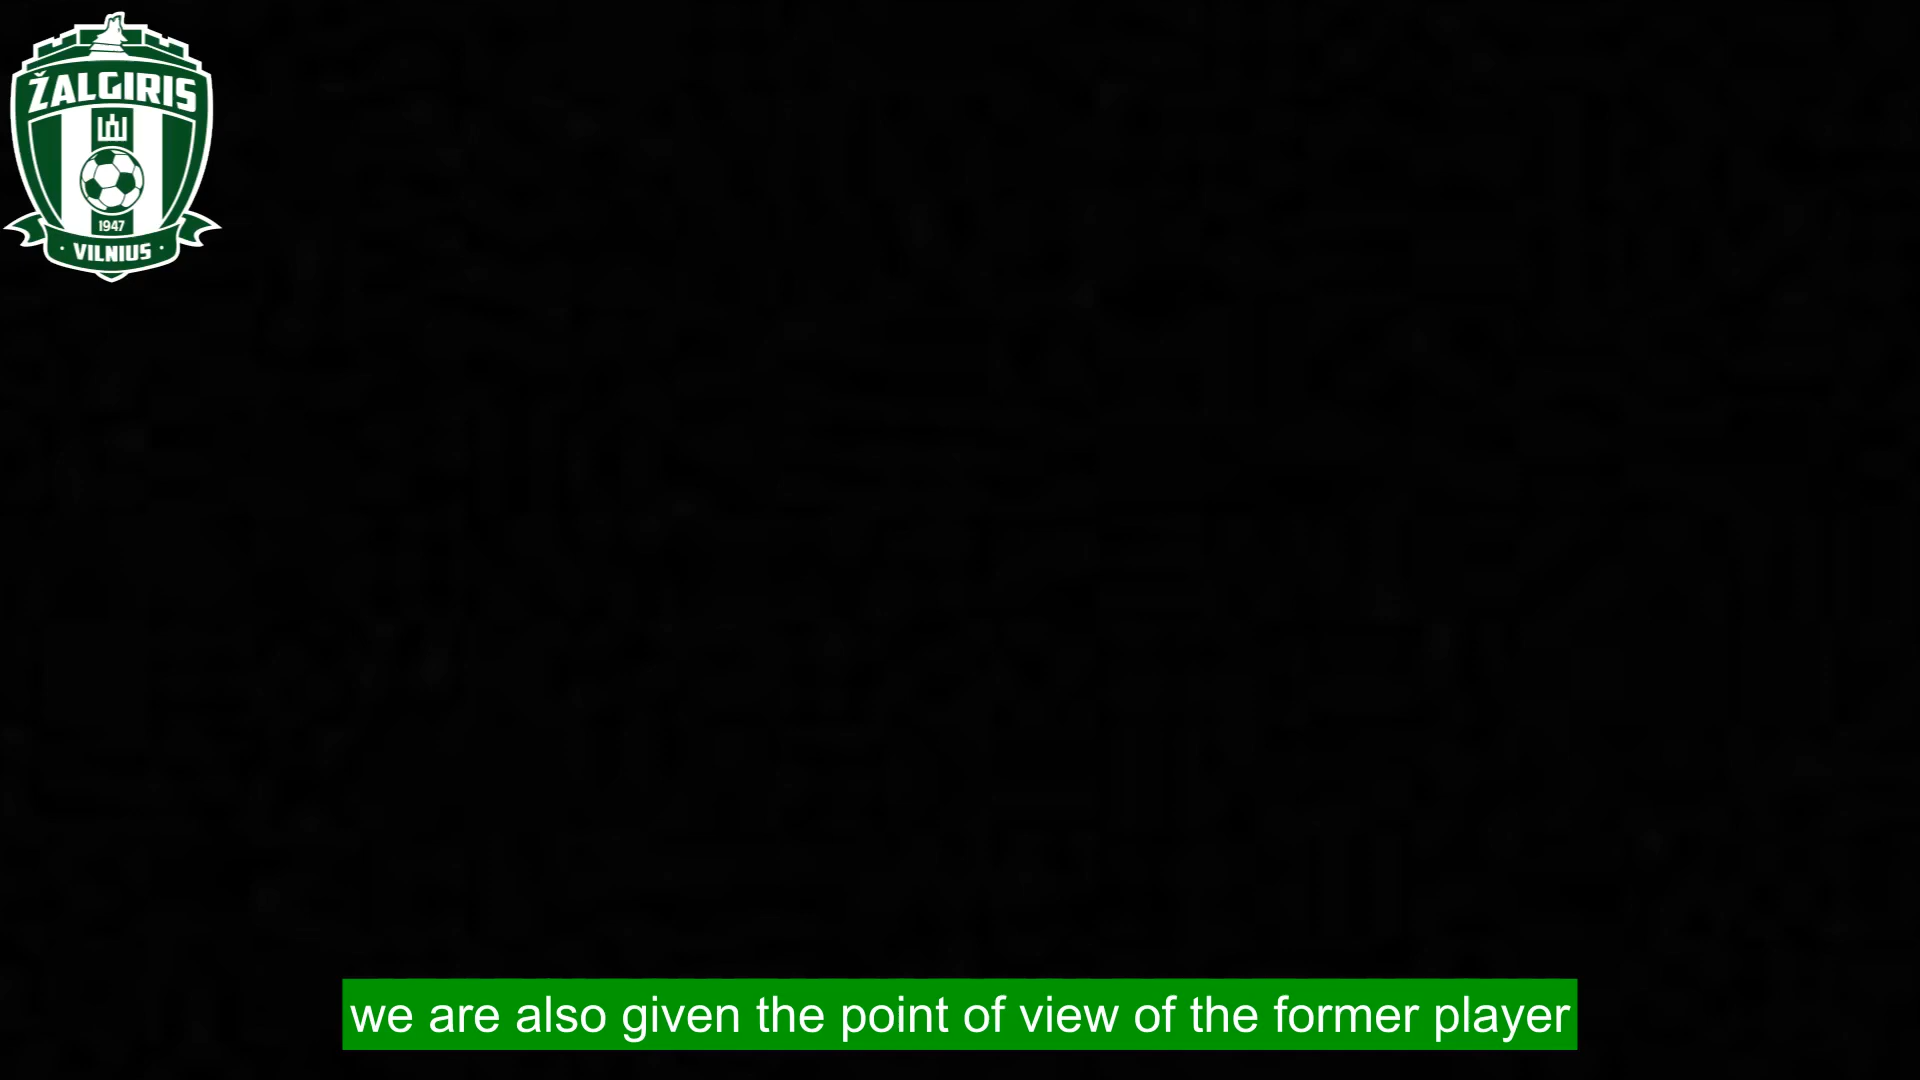 ŽALGIRIS
1947
· VILNIUS ·
we are also given the point of view of the former player